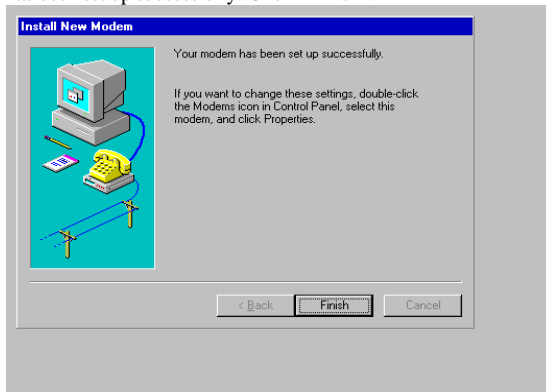 Install New Modem
Your modem has been set up successfully.
If you want to change these settings, double-click
the Modems icon in Control Panel, select this
modem, and click Properties.
< Back
Finish
Cancel